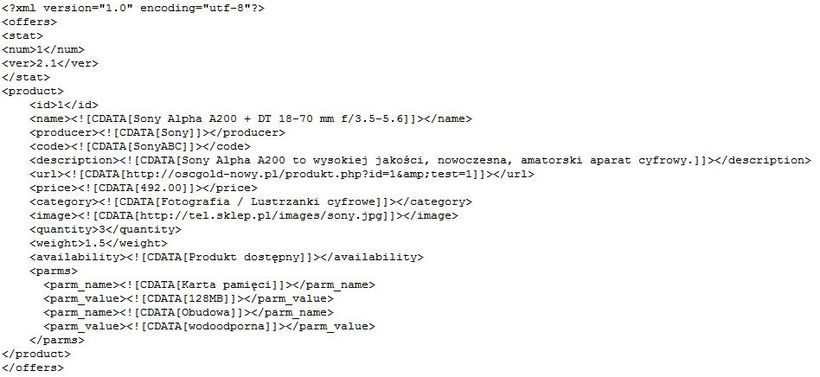 <?xml version="1.0" encoding="utf-8"?>
<offers>
<stat>
<num>1</num>
<ver>2.1</ver>
</stat>
<product>
    <id>1</id>
    <name><![CDATA[Sony Alpha A200 + DT 18-70 mm f/3.5-5.6]]></name>
    <producer><![CDATA[Sony]]></producer>
    <code><![CDATA[SonyABC]]></code>
    <description><![CDATA[Sony Alpha A200 to wysokiej jakości, nowoczesna, amatorski aparat cyfrowy.]]></description>
    <url><![CDATA[http://oscgold-nowy.pl/produkt.php?id=1&amp;test=1]]></url>
    <price><![CDATA[492.00]]></price>
    <category><![CDATA[Fotografia / Lustrzanki cyfrowe]]></category>
    <image><![CDATA[http://tel.sklep.pl/images/sony.jpg]]></image>
    <quantity>3</quantity>
    <weight>1.5</weight>
    <availability><![CDATA[Produkt dostępny]]></availability>
    <parms>
      <parm_name><![CDATA[Karta pamięci]]></parm_name>
      <parm_value><![CDATA[128MB]]></parm_value>
      <parm_name><![CDATA[Obudowa]]></parm_name>
      <parm_value><![CDATA[wodoodporna]]></parm_value>
    </parms>
</product>
</offers>